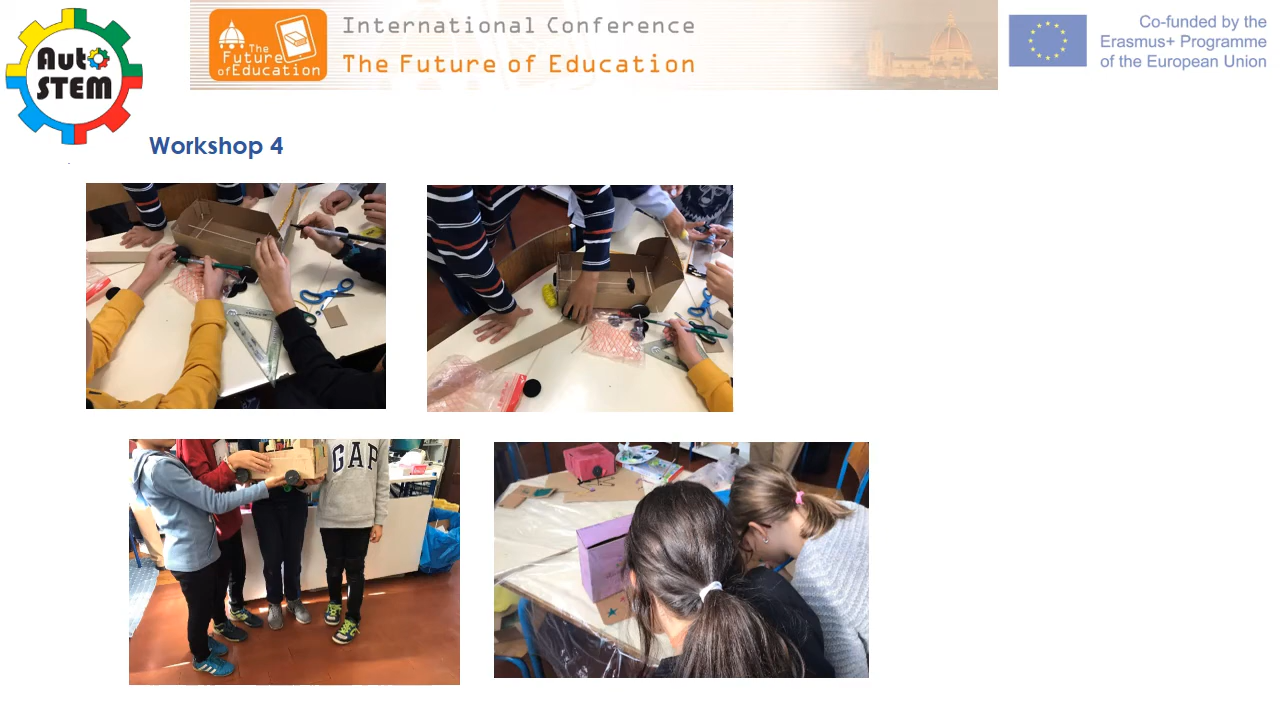 Auto
STEM
The
Future
of Education
International Conference
The Future of Education
Co-funded by the
Erasmus+ Programme
of the European Union
Workshop 4
GAP